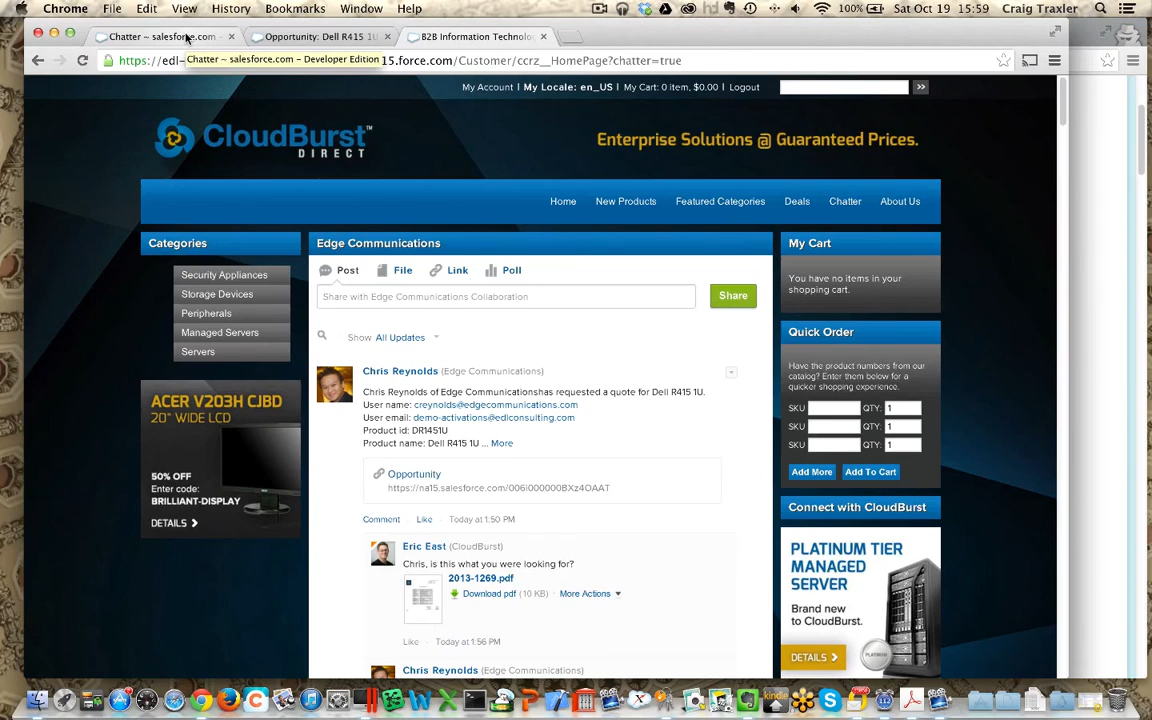 Chrome File Edit View History Bookmarks Window Help 100% Sat Oct 19 15:59 Craig Traxler
Chatter ~ salesforce.com - Opportunity: Dell R415 1U B2B Information Technolo
https://edl- 15.force.com/Customer/ccrz__HomePage?chatter=true
Chatter ~ salesforce.com – Developer Edition
My Account My Locale: en_US My Cart: 0 item, $0.00 Logout >>
CloudBurst™
DIRECT
Enterprise Solutions @ Guaranteed Prices.
Home New Products Featured Categories Deals Chatter About Us
Categories
Security Appliances
Storage Devices
Peripherals
Managed Servers
Servers
ACER V203H CJBD
20" WIDE LCD
50% OFF
Enter code:
BRILLIANT-DISPLAY
DETAILS
Edge Communications
Post File Link Poll
Share with Edge Communications Collaboration
Share
Show All Updates
Chris Reynolds (Edge Communications)
Chris Reynolds of Edge Communicationshas requested a quote for Dell R415 1U.
User name: creynolds@edgecommunications.com
User email: demo-activations@edlconsulting.com
Product id: DR1451U
Product name: Dell R415 1U ... More
Opportunity
https://na15.salesforce.com/006i000000BXz4OAAT
Comment · Like · Today at 1:50 PM
Eric East (CloudBurst)
Chris, is this what you were looking for?
2013-1269.pdf
Download pdf (10 KB) · More Actions
Like · Today at 1:56 PM
Chris Reynolds (Edge Communications)
My Cart
You have no items in your
shopping cart.
Quick Order
Have the product numbers from our
catalog? Enter them below for a
quicker shopping experience.
SKU QTY: 1
SKU QTY: 1
SKU QTY: 1
Add More Add To Cart
Connect with CloudBurst
PLATINUM TIER
MANAGED
SERVER
Brand new
to CloudBurst.
DETAILS
PLATINUM